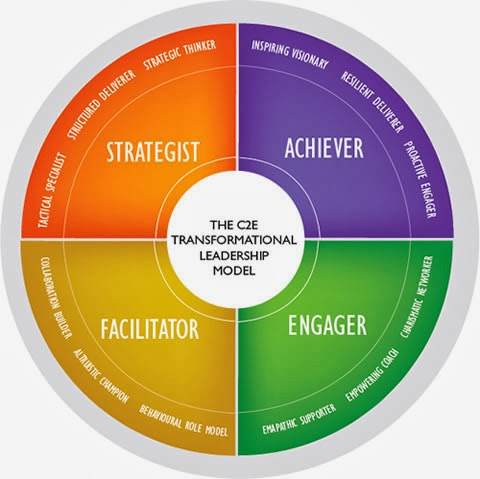 TACTICAL SPECIALIST
STRUCTURED DELIVERER
STRATEGIC THINKER
STRATEGIST
INSPIRING VISIONARY
RESILIENT DELIVERER
PROACTIVE ENGAGER
ACHIEVER
THE C2E
TRANSFORMATIONAL
LEADERSHIP
MODEL
FACILITATOR
COLLABORATION BUILDER
ALTRUISTIC CHAMPION
BEHAVIOURAL ROLE MODEL
ENGAGER
CHARISMATIC NETWORKER
EMPOWERING COACH
EMAPATHIC SUPPORTER